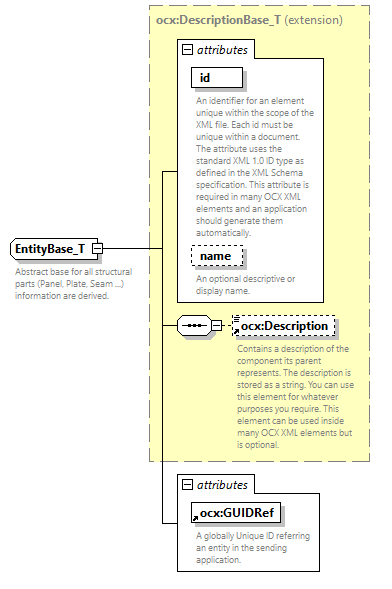 ocx:DescriptionBase_T (extension)
attributes
id
An identifier for an element
unique within the scope of the
XML file. Each id must be
unique within a document.
The attribute uses the
standard XML 1.0 ID type as
defined in the XML Schema
specification. This attribute is
required in many OCX XML
elements and an application
should generate them
automatically.
name
An optional descriptive or
display name.
EntityBase_T
Abstract base for all structural
parts (Panel, Plate, Seam ...)
information are derived.
ocx:Description
Contains a description of the
component its parent
represents. The description is
stored as a string. You can use
this element for whatever
purposes you require. This
element can be used inside
many OCX XML elements but
is optional.
attributes
ocx:GUIDRef
A globally Unique ID referring
an entity in the sending
application.